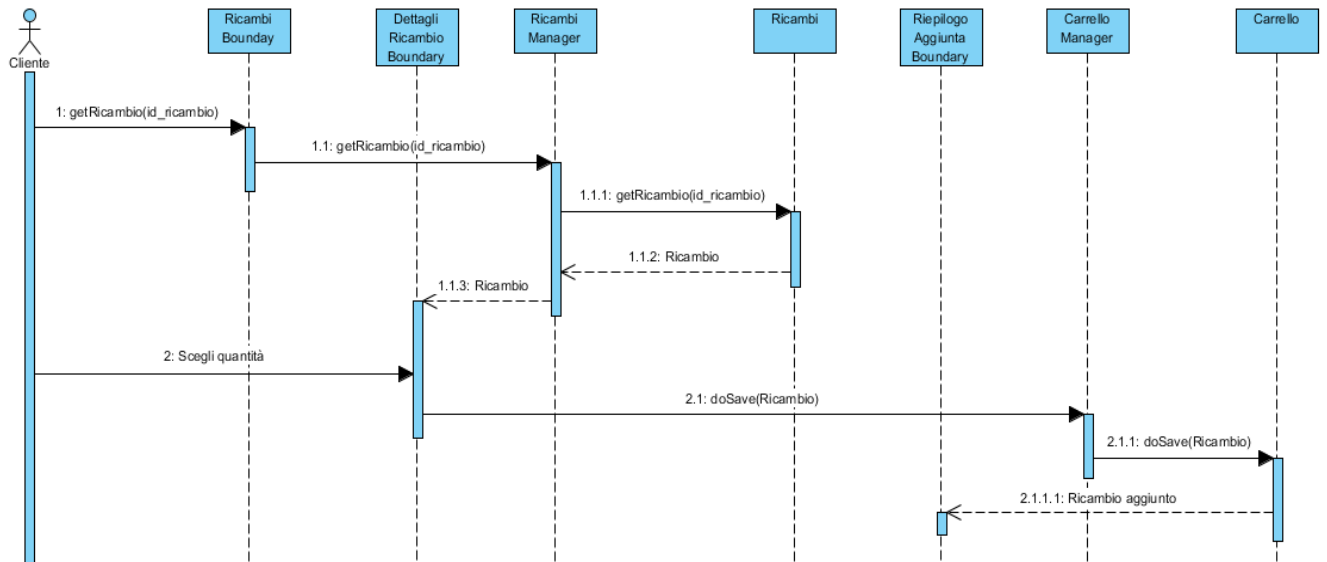 Cliente
Ricambi
Bounday
Dettagli
Ricambio
Boundary
Ricambi
Manager
Ricambi
Riepilogo
Aggiunta
Boundary
Carrello
Manager
Carrello
1: getRicambio(id_ricambio)
1.1: getRicambio(id_ricambio)
1.1.1: getRicambio(id_ricambio)
1.1.2: Ricambio
1.1.3: Ricambio
2: Scegli quantità
2.1: doSave(Ricambio)
2.1.1: doSave(Ricambio)
2.1.1.1: Ricambio aggiunto